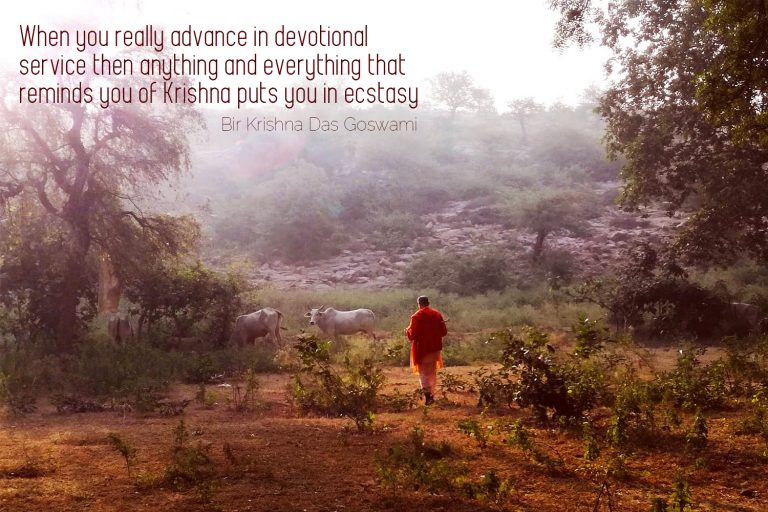 When you really advance in devotional
service then anything and everything that
reminds you of Krishna puts you in ecstasy
Bir Krishna Das Goswami